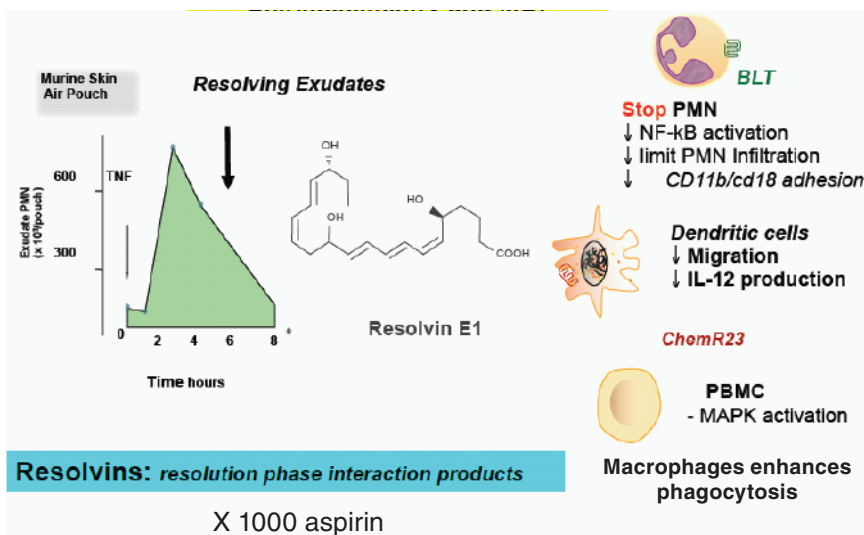 Murine Skin
Air Pouch
Resolving Exudates
BLT
Stop PMN
↓ NF-kB activation
↓ limit PMN Infiltration
↓ CD11b/cd18 adhesion
TNF
600
300
0
2
4
6
8
Exudate PMN
Time hours
OH
OH
HO
COOH
Resolvin E1
Dendritic cells
↓ Migration
↓ IL-12 production
ChemR23
PBMC
- MAPK activation
Macrophages enhances
phagocytosis
Resolvins: resolution phase interaction products
X 1000 aspirin